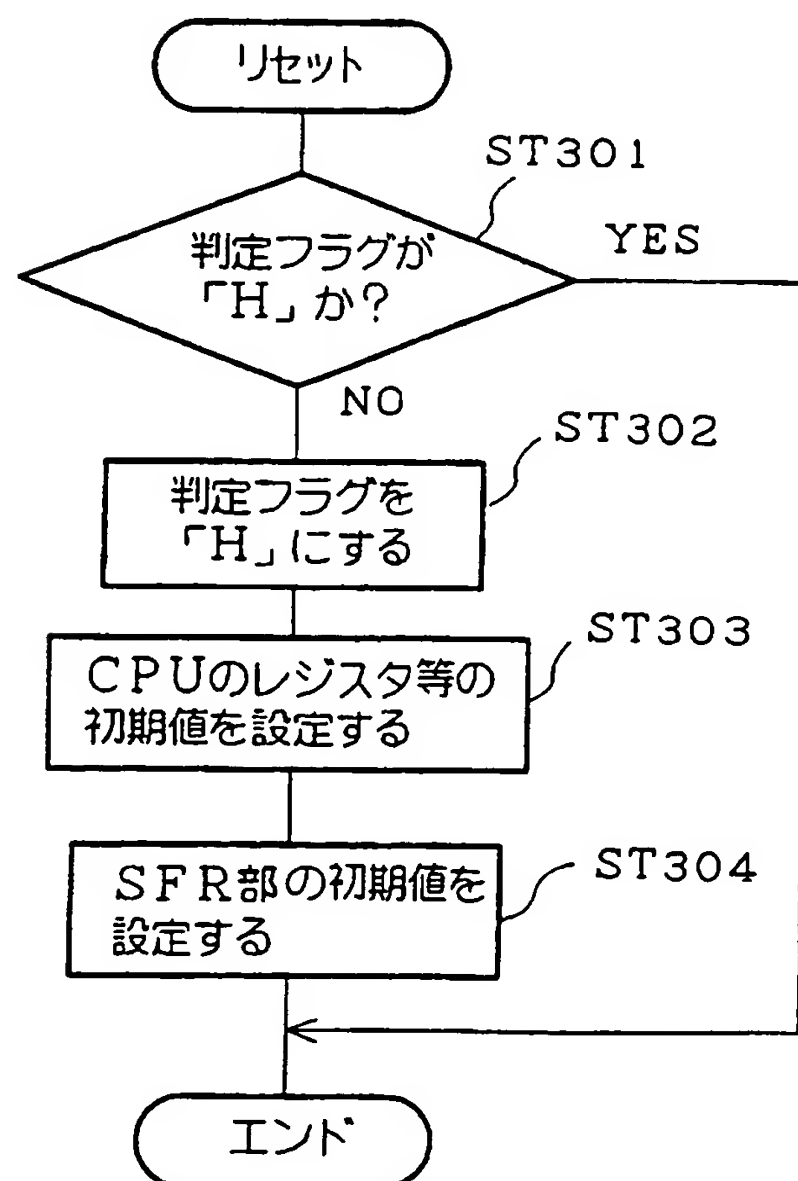 リセット
ST301
判定フラグが
「H」か?
YES
NO
ST302
判定フラグを
「H」にする
ST303
CPUのレジスタ等の
初期値を設定する
ST304
SFR部の初期値を
設定する
エンド